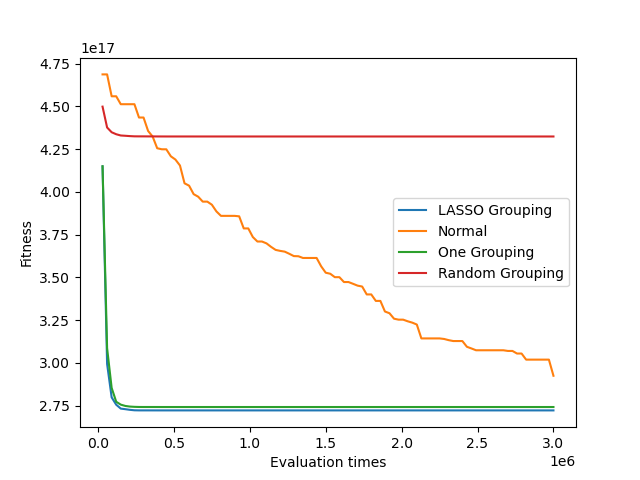 1e17
4.75
4.50
4.25
4.00
3.75
3.50
3.25
3.00
2.75
Fitness
LASSO Grouping
Normal
One Grouping
Random Grouping
0.0 0.5 1.0 1.5 2.0 2.5 3.0
Evaluation times
1e6